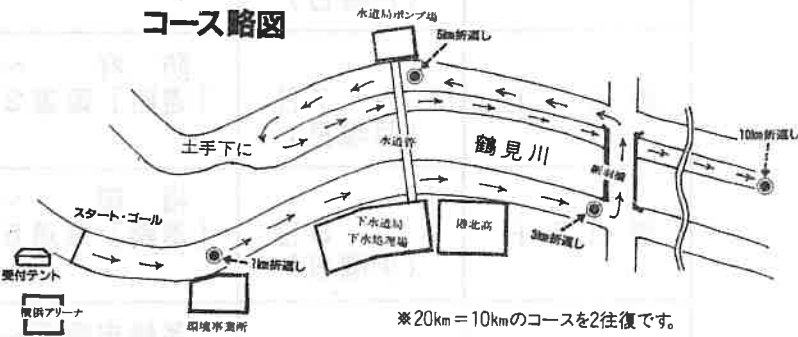 コース略図
水道局ポンプ場
5km折返し
10km折返し
土手下に
水道管
鶴見川
新羽橋
スタート・ゴール
下水道局
下水処理場
港北高
3km折返し
1km折返し
受付テント
横浜アリーナ
環境事業所
※20km=10kmのコースを2往復です。